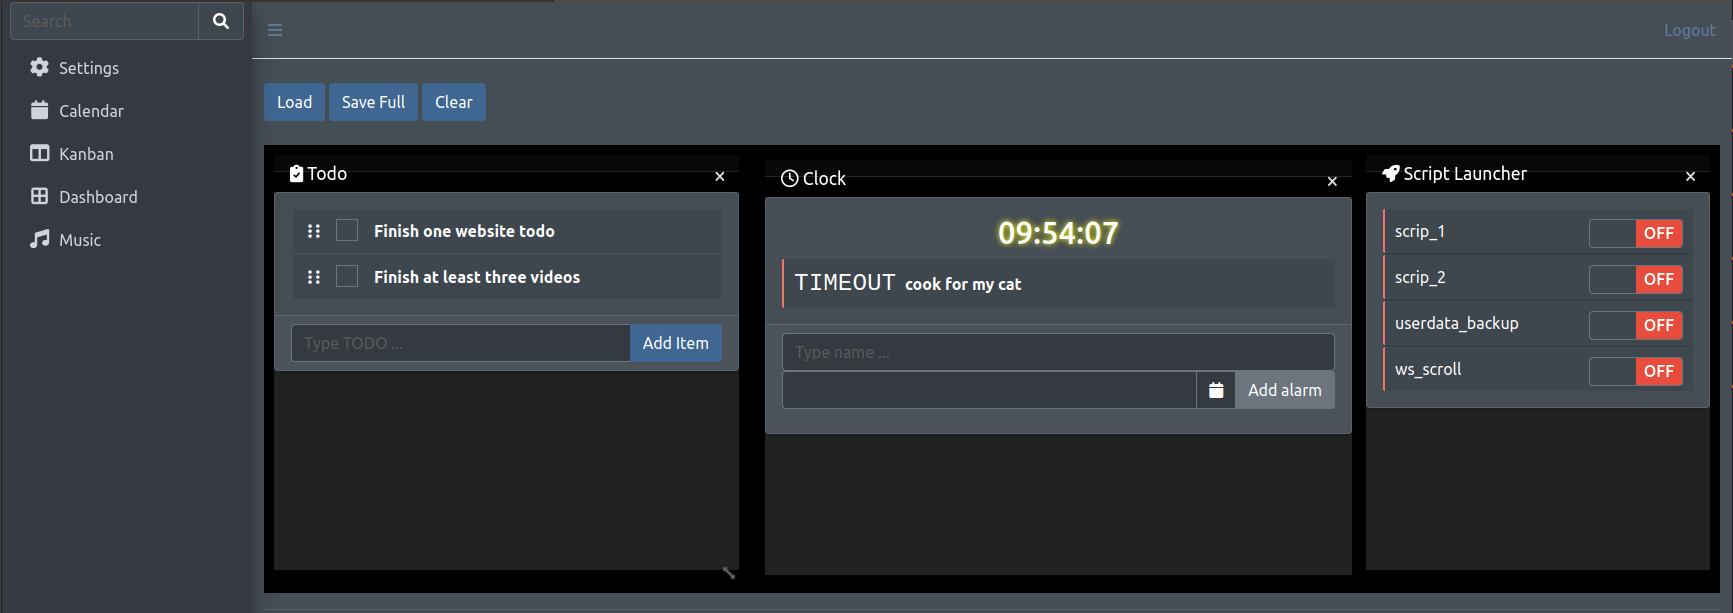 Search
Logout
Settings
Calendar
Kanban
Dashboard
Music
Load
Save Full
Clear
Todo
×
Finish one website todo
Finish at least three videos
Type TODO ...
Add Item
Clock
×
09:54:07
TIMEOUT cook for my cat
Type name ...
Add alarm
Script Launcher
×
scrip_1 OFF
scrip_2 OFF
userdata_backup OFF
ws_scroll OFF